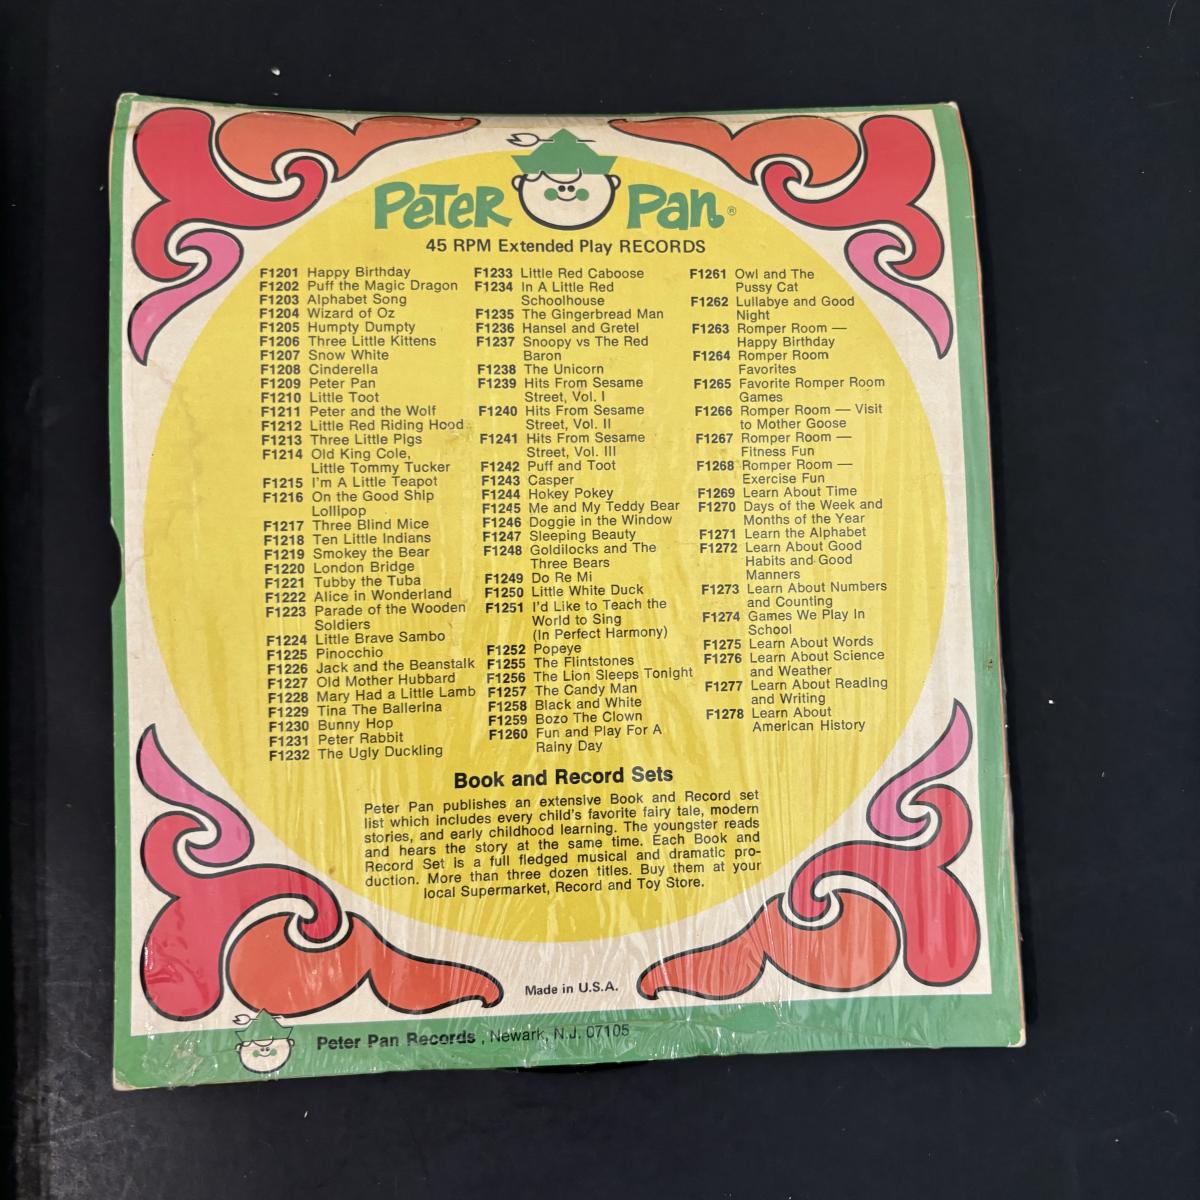 Peter Pan®
45 RPM Extended Play RECORDS
F1201 Happy Birthday
F1202 Puff the Magic Dragon
F1203 Alphabet Song
F1204 Wizard of Oz
F1205 Humpty Dumpty
F1206 Three Little Kittens
F1207 Snow White
F1208 Cinderella
F1209 Peter Pan
F1210 Little Toot
F1211 Peter and the Wolf
F1212 Little Red Riding Hood
F1213 Three Little Pigs
F1214 Old King Cole,
Little Tommy Tucker
F1215 I'm A Little Teapot
F1216 On the Good Ship
Lollipop
F1217 Three Blind Mice
F1218 Ten Little Indians
F1219 Smokey the Bear
F1220 London Bridge
F1221 Tubby the Tuba
F1222 Alice in Wonderland
F1223 Parade of the Wooden
Soldiers
F1224 Little Brave Sambo
F1225 Pinocchio
F1226 Jack and the Beanstalk
F1227 Old Mother Hubbard
F1228 Mary Had a Little Lamb
F1229 Tina The Ballerina
F1230 Bunny Hop
F1231 Peter Rabbit
F1232 The Ugly Duckling
F1233 Little Red Caboose
F1234 In A Little Red
Schoolhouse
F1235 The Gingerbread Man
F1236 Hansel and Gretel
F1237 Snoopy vs The Red
Baron
F1238 The Unicorn
F1239 Hits From Sesame
Street, Vol. I
F1240 Hits From Sesame
Street, Vol. II
F1241 Hits From Sesame
Street, Vol. III
F1242 Puff and Toot
F1243 Casper
F1244 Hokey Pokey
F1245 Me and My Teddy Bear
F1246 Doggie in the Window
F1247 Sleeping Beauty
F1248 Goldilocks and The
Three Bears
F1249 Do Re Mi
F1250 Little White Duck
F1251 I'd Like to Teach the
World to Sing
(In Perfect Harmony)
F1252 Popeye
F1255 The Flintstones
F1256 The Lion Sleeps Tonight
F1257 The Candy Man
F1258 Black and White
F1259 Bozo The Clown
F1260 Fun and Play For A
Rainy Day
F1261 Owl and The
Pussy Cat
F1262 Lullabye and Good
Night
F1263 Romper Room —
Happy Birthday
F1264 Romper Room
Favorites
F1265 Favorite Romper Room
Games
F1266 Romper Room — Visit
to Mother Goose
F1267 Romper Room —
Fitness Fun
F1268 Romper Room —
Exercise Fun
F1269 Learn About Time
F1270 Days of the Week and
Months of the Year
F1271 Learn the Alphabet
F1272 Learn About Good
Habits and Good
Manners
F1273 Learn About Numbers
and Counting
F1274 Games We Play In
School
F1275 Learn About Words
F1276 Learn About Science
and Weather
F1277 Learn About Reading
and Writing
F1278 Learn About
American History
Book and Record Sets
Peter Pan publishes an extensive Book and Record set
list which includes every child's favorite fairy tale, modern
stories, and early childhood learning. The youngster reads
and hears the story at the same time. Each Book and
Record Set is a full fledged musical and dramatic pro-
duction. More than three dozen titles. Buy them at your
local Supermarket, Record and Toy Store.
Made in U.S.A.
Peter Pan Records , Newark, N.J. 07105